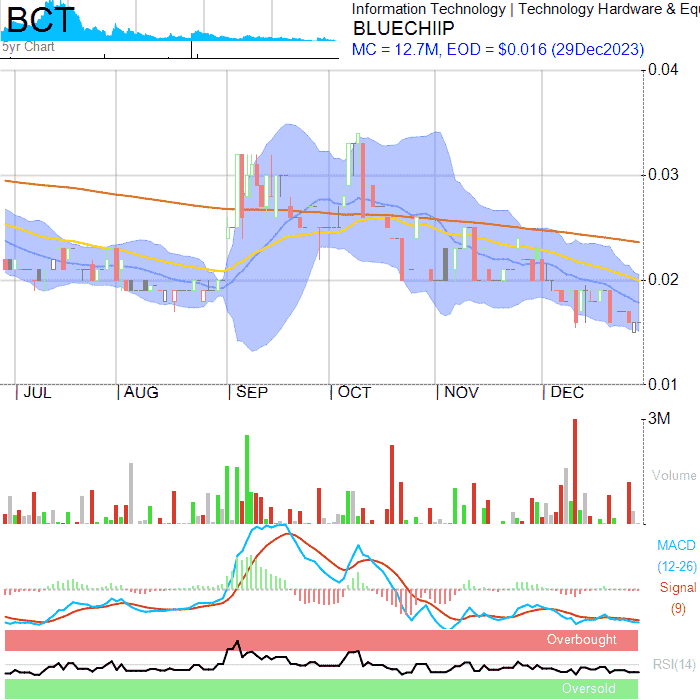 BCT
5yr Chart
Information Technology | Technology Hardware & Equ
BLUECHIIP
MC = 12.7M, EOD = $0.016 (29Dec2023)
0.04
0.03
0.02
0.01
JUL AUG SEP OCT NOV DEC
3M
Volume
MACD
(12-26)
Signal
(9)
Overbought
RSI(14)
Oversold